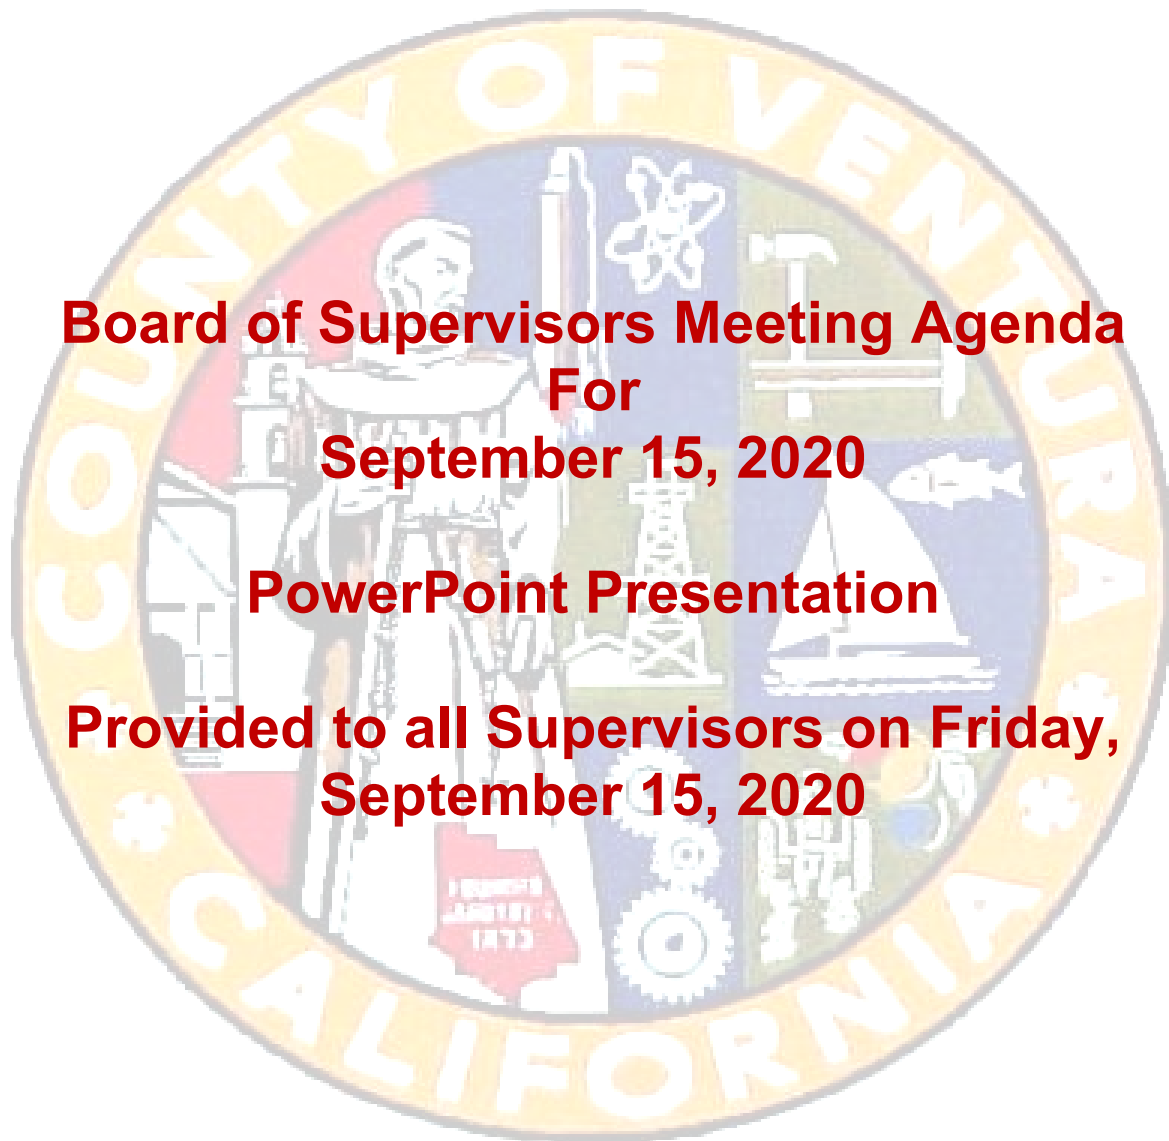 COUNTY OF VENTURA
Board of Supervisors Meeting Agenda
For
September 15, 2020
PowerPoint Presentation
Provided to all Supervisors on Friday,
September 15, 2020
1873
CALIFORNIA